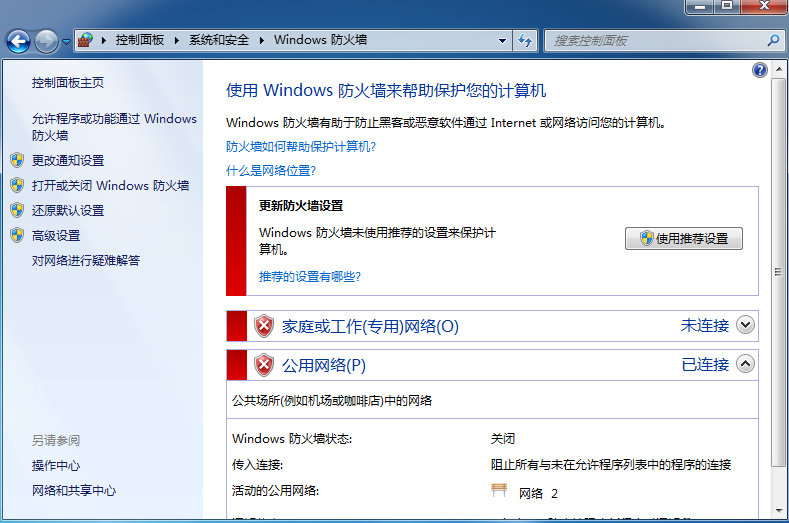 控制面板 系统和安全 Windows 防火墙
搜索控制面板
控制面板主页
允许程序或功能通过 Windows
防火墙
更改通知设置
打开或关闭 Windows 防火墙
还原默认设置
高级设置
对网络进行疑难解答
另请参阅
操作中心
网络和共享中心
使用 Windows 防火墙来帮助保护您的计算机
Windows 防火墙有助于防止黑客或恶意软件通过 Internet 或网络访问您的计算机。
防火墙如何帮助保护计算机?
什么是网络位置?
更新防火墙设置
Windows 防火墙未使用推荐的设置来保护计
算机。
使用推荐设置
推荐的设置有哪些?
家庭或工作(专用)网络(O) 未连接
公用网络(P) 已连接
公共场所(例如机场或咖啡店)中的网络
Windows 防火墙状态: 关闭
传入连接: 阻止所有与未在允许程序列表中的程序的连接
活动的公用网络: 网络 2